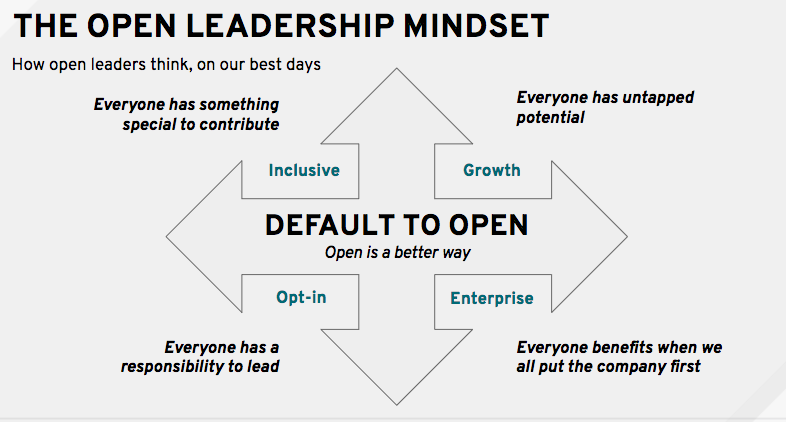 THE OPEN LEADERSHIP MINDSET
How open leaders think, on our best days
Everyone has something
special to contribute
Everyone has untapped
potential
Inclusive
Growth
DEFAULT TO OPEN
Open is a better way
Opt-in
Enterprise
Everyone has a
responsibility to lead
Everyone benefits when we
all put the company first